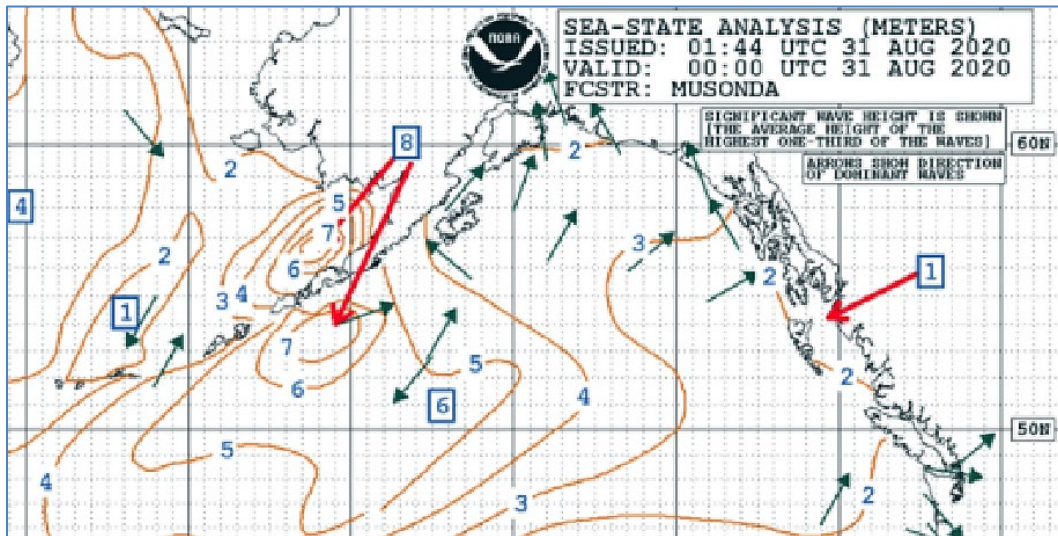 NOAA
SEA-STATE ANALYSIS (METERS)
ISSUED: 01:44 UTC 31 AUG 2020
VALID: 00:00 UTC 31 AUG 2020
FCSTR: MUSONDA
SIGNIFICANT WAVE HEIGHT IS SHOWN
(THE AVERAGE HEIGHT OF THE
HIGHEST ONE-THIRD OF THE WAVES)
ARROWS SHOW DIRECTION
OF DOMINANT WAVES
8
60N
2
2
4
5
7
2
3
6
2
1
3
4
1
7
5
2
6
4
6
50N
5
4
3
2